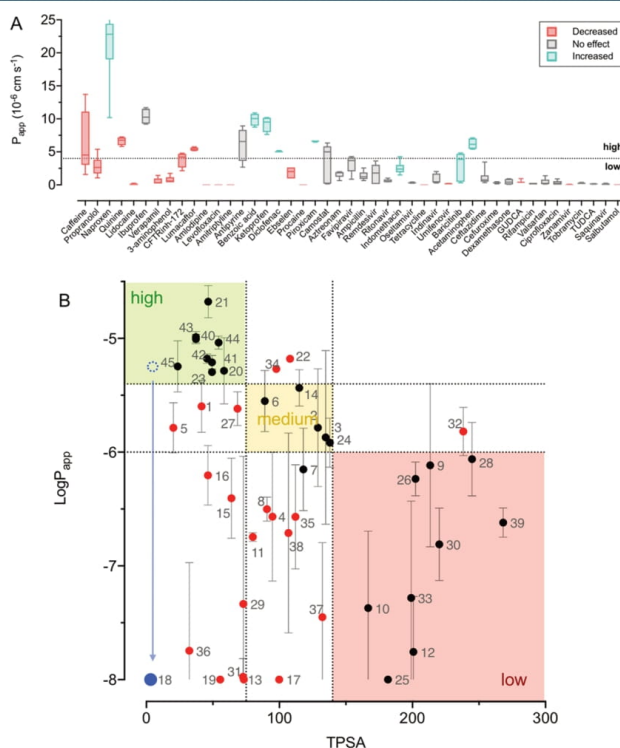 A
P app (10⁻⁶ cm s⁻¹)
25
20
15
10
5
0
Decreased
No effect
Increased
high
low
Caffeine
Propranolol
Naproxen
Quinine
Lidocaine
Ibuprofen
Verapamil
3-aminophenol
CFTRinh-172
Lumacaftor
Amlodipine
Levofloxacin
Amitriptyline
Antipyrine
Benzoic acid
Ketoprofen
Diclofenac
Ebselen
Procaine
Piroxicam
Camostat
Aztreonam
Favipiravir
Ampicillin
Remdesivir
Ritonavir
Indomethacin
Oseltamivir
Tetracycline
Indinavir
Umifenovir
Baricitinib
Acetaminophen
Ceftazidime
Cefuroxime
Dexamethasone
GUDCA
Rifampicin
Valsartan
Ciprofloxacin
Zanamivir
Tobramycin
TUDCA
Saquinavir
Salbutamol
B
high
medium
low
LogP app
-5
-6
-7
-8
21
43
40
44
42
41
45
23
20
34
22
14
1
27
5
6
2
3
24
32
16
7
9
28
26
15
8
4
35
11
38
39
30
29
37
10
33
36
12
18
19
31
13
17
25
0
100
200
300
TPSA